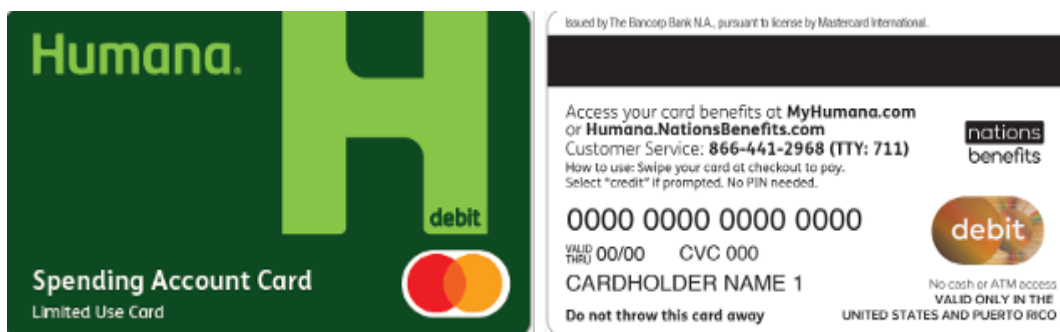 Humana.
debit
Spending Account Card
Limited Use Card
Issued by The Bancorp Bank N.A., pursuant to license by Mastercard International.
Access your card benefits at MyHumana.com
or Humana.NationsBenefits.com
Customer Service: 866-441-2968 (TTY: 711)
How to use: Swipe your card at checkout to pay.
Select "credit" if prompted. No PIN needed.
nations
benefits
0000 0000 0000 0000
debit
VALID
THRU 00/00 CVC 000
CARDHOLDER NAME 1
No cash or ATM access
VALID ONLY IN THE
Do not throw this card away
UNITED STATES AND PUERTO RICO